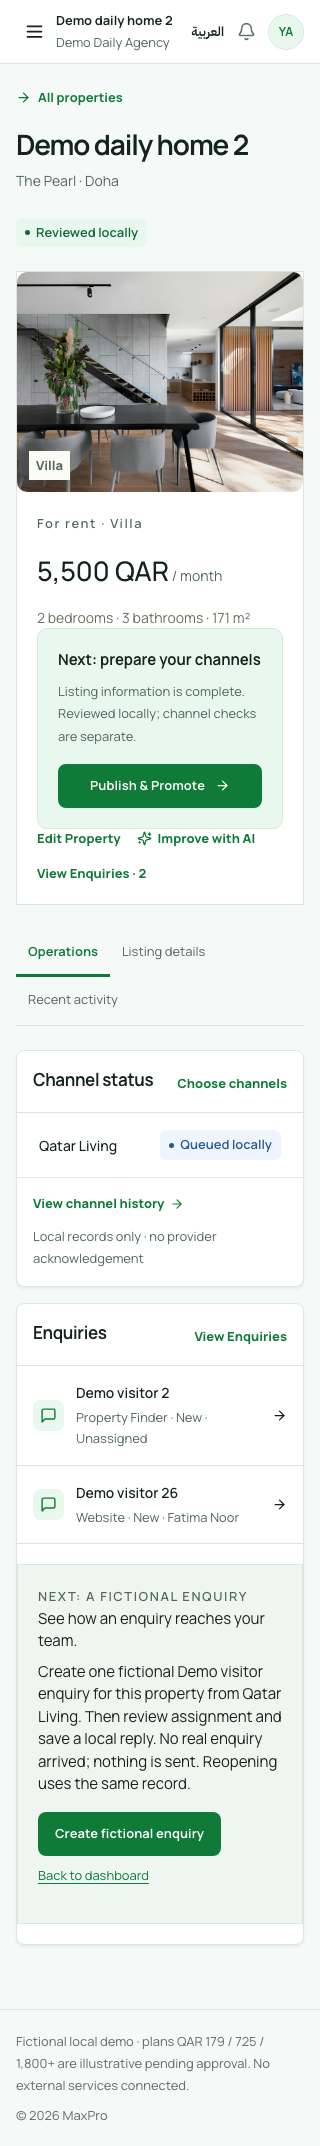 Demo daily home 2
Demo Daily Agency
العربية
YA
All properties
Demo daily home 2
The Pearl · Doha
Reviewed locally
Villa
For rent · Villa
5,500 QAR / month
2 bedrooms · 3 bathrooms · 171 m²
Next: prepare your channels
Listing information is complete.
Reviewed locally; channel checks
are separate.
Publish & Promote
Edit Property
Improve with AI
View Enquiries · 2
Operations
Listing details
Recent activity
Channel status
Choose channels
Qatar Living
Queued locally
View channel history
Local records only · no provider
acknowledgement
Enquiries
View Enquiries
Demo visitor 2
Property Finder · New ·
Unassigned
Demo visitor 26
Website · New · Fatima Noor
NEXT: A FICTIONAL ENQUIRY
See how an enquiry reaches your
team.
Create one fictional Demo visitor
enquiry for this property from Qatar
Living. Then review assignment and
save a local reply. No real enquiry
arrived; nothing is sent. Reopening
uses the same record.
Create fictional enquiry
Back to dashboard
Fictional local demo · plans QAR 179 / 725 /
1,800+ are illustrative pending approval. No
external services connected.
© 2026 MaxPro